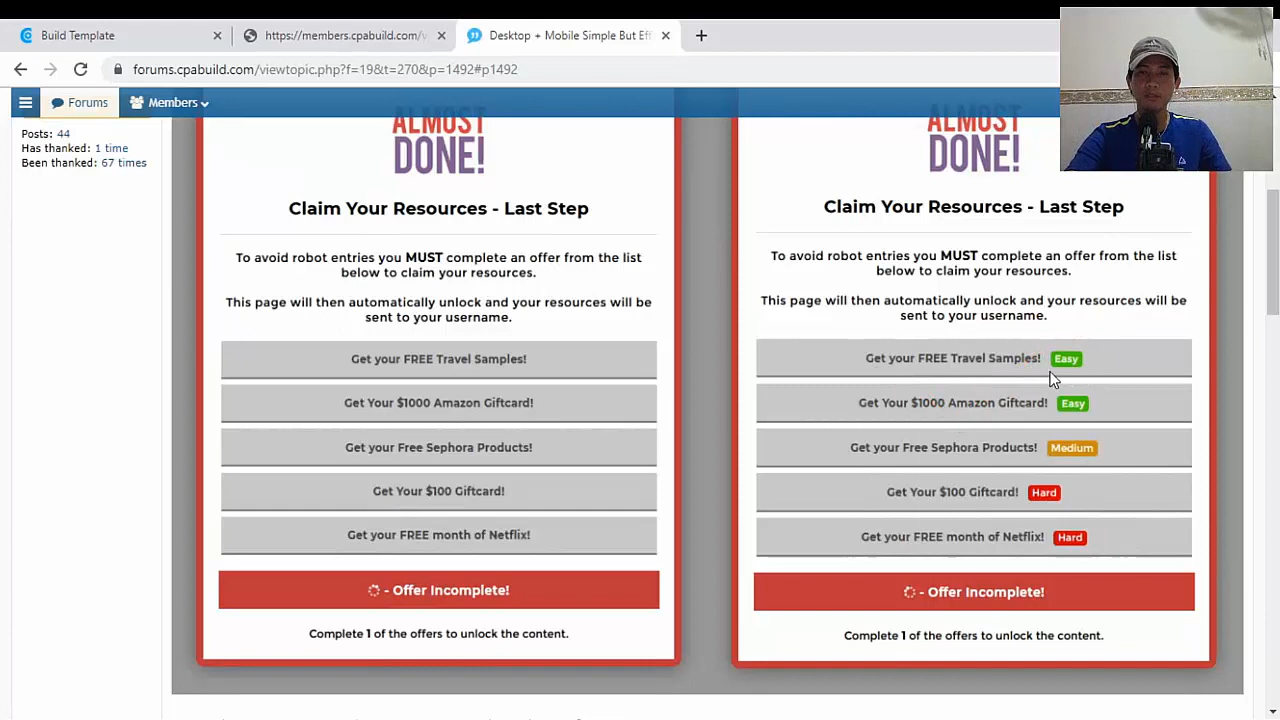 Build Template
https://members.cpabuild.com/v
Desktop + Mobile Simple But Eff
forums.cpabuild.com/viewtopic.php?f=19&t=270&p=1492#p1492
Forums
Members
Posts: 44
Has thanked: 1 time
Been thanked: 67 times
ALMOST
DONE!
Claim Your Resources - Last Step
To avoid robot entries you MUST complete an offer from the list
below to claim your resources.
This page will then automatically unlock and your resources will be
sent to your username.
Get your FREE Travel Samples!
Get Your $1000 Amazon Giftcard!
Get your Free Sephora Products!
Get Your $100 Giftcard!
Get your FREE month of Netflix!
- Offer Incomplete!
Complete 1 of the offers to unlock the content.
ALMOST
DONE!
Claim Your Resources - Last Step
To avoid robot entries you MUST complete an offer from the list
below to claim your resources.
This page will then automatically unlock and your resources will be
sent to your username.
Get your FREE Travel Samples! Easy
Get Your $1000 Amazon Giftcard! Easy
Get your Free Sephora Products! Medium
Get Your $100 Giftcard! Hard
Get your FREE month of Netflix! Hard
- Offer Incomplete!
Complete 1 of the offers to unlock the content.